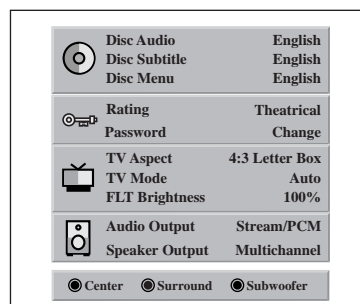 Disc Audio English
Disc Subtitle English
Disc Menu English
Rating Theatrical
Password Change
TV Aspect 4:3 Letter Box
TV Mode Auto
FLT Brightness 100%
Audio Output Stream/PCM
Speaker Output Multichannel
Center Surround Subwoofer